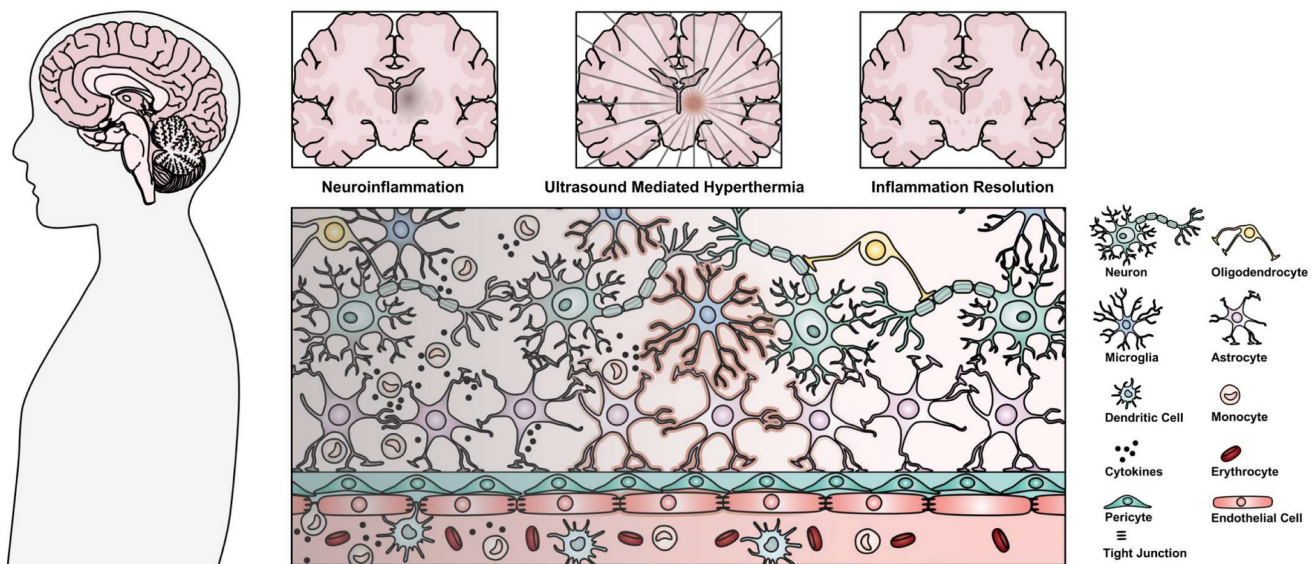 Neuroinflammation
Ultrasound Mediated Hyperthermia
Inflammation Resolution
Neuron
Oligodendrocyte
Microglia
Astrocyte
Dendritic Cell
Monocyte
Cytokines
Erythrocyte
Pericyte
Endothelial Cell
Tight Junction